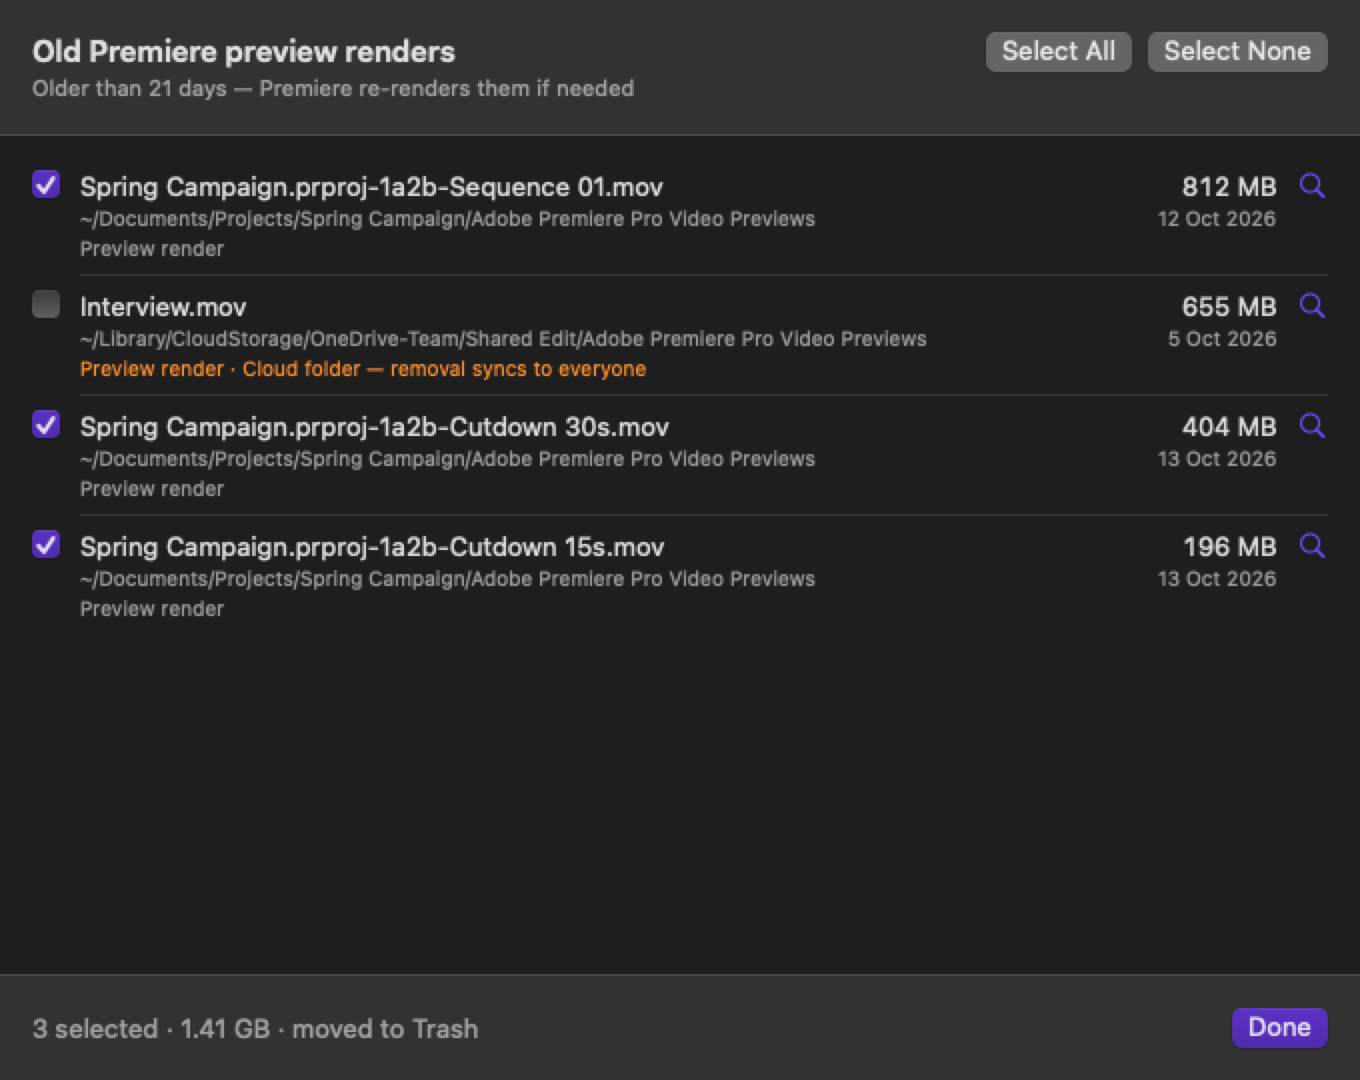 Old Premiere preview renders
Older than 21 days — Premiere re-renders them if needed
Select All
Select None
Spring Campaign.prproj-1a2b-Sequence 01.mov
812 MB
~/Documents/Projects/Spring Campaign/Adobe Premiere Pro Video Previews
12 Oct 2026
Preview render
Interview.mov
655 MB
~/Library/CloudStorage/OneDrive-Team/Shared Edit/Adobe Premiere Pro Video Previews
5 Oct 2026
Preview render · Cloud folder — removal syncs to everyone
Spring Campaign.prproj-1a2b-Cutdown 30s.mov
404 MB
~/Documents/Projects/Spring Campaign/Adobe Premiere Pro Video Previews
13 Oct 2026
Preview render
Spring Campaign.prproj-1a2b-Cutdown 15s.mov
196 MB
~/Documents/Projects/Spring Campaign/Adobe Premiere Pro Video Previews
13 Oct 2026
Preview render
3 selected · 1.41 GB · moved to Trash
Done